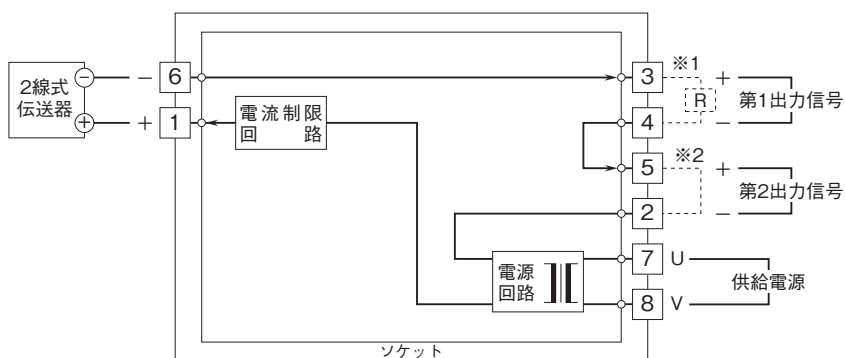 2線式
伝送器
−
+
− 6
+ 1
電流制限
回 路
3 ※1 +
R
第1出力信号
4 −
5 ※2 +
第2出力信号
2 −
電源
回路
7 U
供給電源
8 V
ソケット